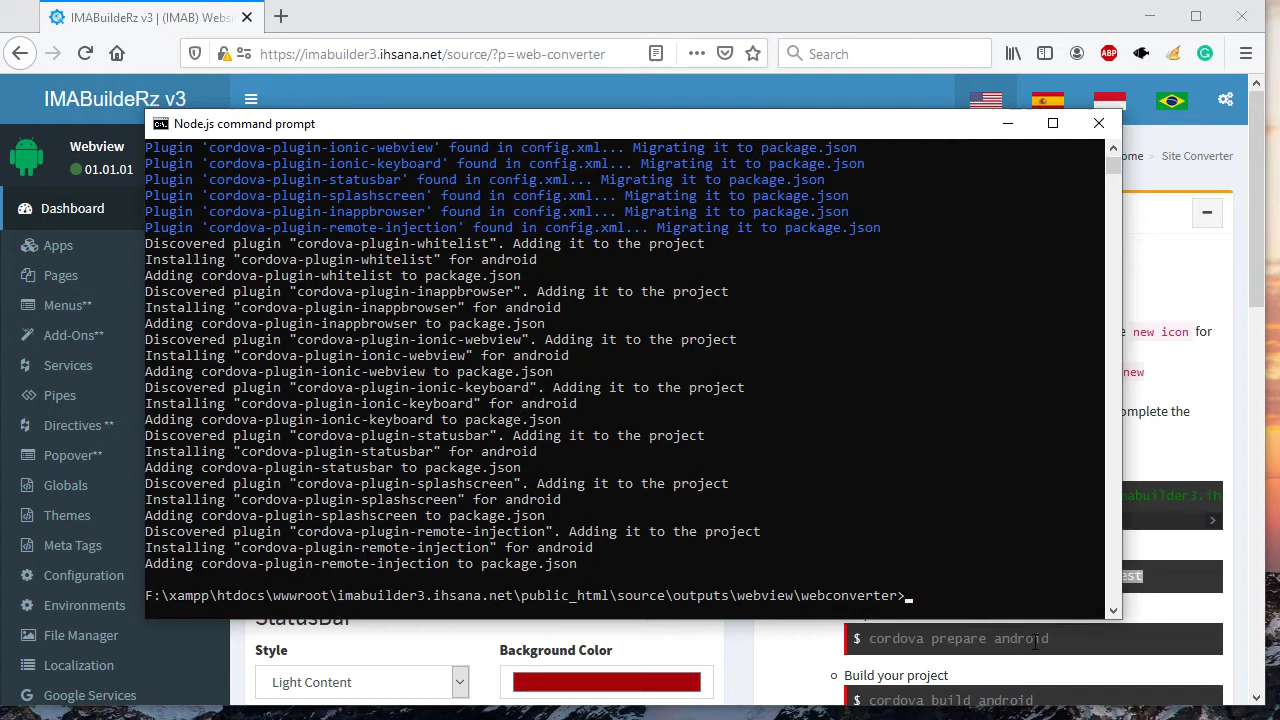 IMABuildeRz v3 | (IMAB) Websi
https://imabuilder3.ihsana.net/source/?p=web-converter
Search
IMABuildeRz v3
Node.js command prompt
Webview
01.01.01
ome > Site Converter
Dashboard
Apps
Pages
Menus**
Add-Ons**
Services
Pipes
Directives **
Popover**
Globals
Themes
Meta Tags
Configuration
Environments
File Manager
Localization
Google Services
Plugin 'cordova-plugin-ionic-webview' found in config.xml... Migrating it to package.json
Plugin 'cordova-plugin-ionic-keyboard' found in config.xml... Migrating it to package.json
Plugin 'cordova-plugin-statusbar' found in config.xml... Migrating it to package.json
Plugin 'cordova-plugin-splashscreen' found in config.xml... Migrating it to package.json
Plugin 'cordova-plugin-inappbrowser' found in config.xml... Migrating it to package.json
Plugin 'cordova-plugin-remote-injection' found in config.xml... Migrating it to package.json
Discovered plugin "cordova-plugin-whitelist". Adding it to the project
Installing "cordova-plugin-whitelist" for android
Adding cordova-plugin-whitelist to package.json
Discovered plugin "cordova-plugin-inappbrowser". Adding it to the project
Installing "cordova-plugin-inappbrowser" for android
Adding cordova-plugin-inappbrowser to package.json
Discovered plugin "cordova-plugin-ionic-webview". Adding it to the project
Installing "cordova-plugin-ionic-webview" for android
Adding cordova-plugin-ionic-webview to package.json
Discovered plugin "cordova-plugin-ionic-keyboard". Adding it to the project
Installing "cordova-plugin-ionic-keyboard" for android
Adding cordova-plugin-ionic-keyboard to package.json
Discovered plugin "cordova-plugin-statusbar". Adding it to the project
Installing "cordova-plugin-statusbar" for android
Adding cordova-plugin-statusbar to package.json
Discovered plugin "cordova-plugin-splashscreen". Adding it to the project
Installing "cordova-plugin-splashscreen" for android
Adding cordova-plugin-splashscreen to package.json
Discovered plugin "cordova-plugin-remote-injection". Adding it to the project
Installing "cordova-plugin-remote-injection" for android
Adding cordova-plugin-remote-injection to package.json
F:\xampp\htdocs\wwwroot\imabuilder3.ihsana.net\public_html\source\outputs\webview\webconverter>
e new icon for
new
omplete the
mabuilder3.ih
est
StatusBar
Style
Background Color
Light Content
$ cordova prepare android
Build your project
$ cordova build android